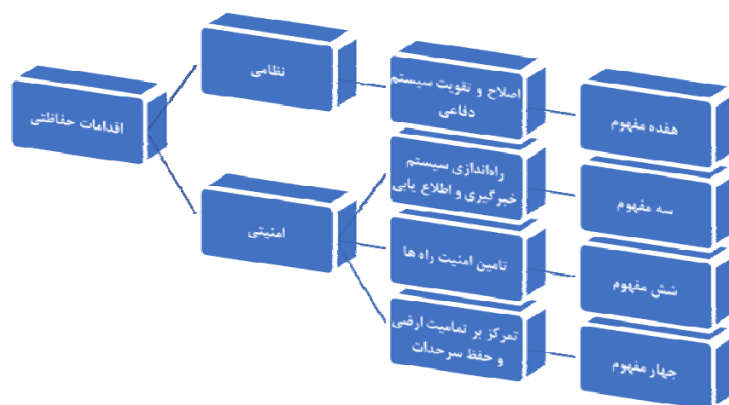 اقدامات حفاظتی
نظامی
امنیتی
اصلاح و تقویت سیستم
دفاعی
راه‌اندازی سیستم
خبرگیری و اطلاع یابی
تامین امنیت راه ها
تمرکز بر تمامیت ارضی
و حفظ سرحدات
هفده مفهوم
سه مفهوم
شش مفهوم
چهار مفهوم